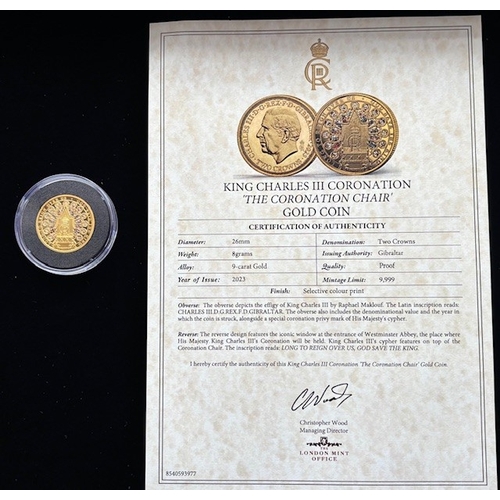 CHARLES III·D·G·REX·F·D·GIBRALTAR
TWO CROWNS
KING CHARLES III CORONATION
'THE CORONATION CHAIR'
GOLD COIN
CERTIFICATION OF AUTHENTICITY
Diameter: 26mm Denomination: Two Crowns
Weight: 8grams Issuing Authority: Gibraltar
Alloy: 9-carat Gold Quality: Proof
Year of Issue: 2023 Mintage Limit: 9,999
Finish: Selective colour print
Obverse: The obverse depicts the effigy of King Charles III by Raphael Maklouf. The Latin inscription reads:
CHARLES III.D.G.REX.F.D.GIBRALTAR. The obverse also includes the denominational value and the year in
which the coin is struck, alongside a special coronation privy mark of His Majesty's cypher.
Reverse: The reverse design features the iconic window at the entrance of Westminster Abbey, the place where
His Majesty King Charles III's Coronation will be held. King Charles III's cypher features on top of the
Coronation Chair. The inscription reads: LONG TO REIGN OVER US, GOD SAVE THE KING.
I hereby certify the authenticity of this King Charles III Coronation 'The Coronation Chair' Gold Coin.
CWood
Christopher Wood
Managing Director
THE
LONDON MINT
OFFICE
8540593977